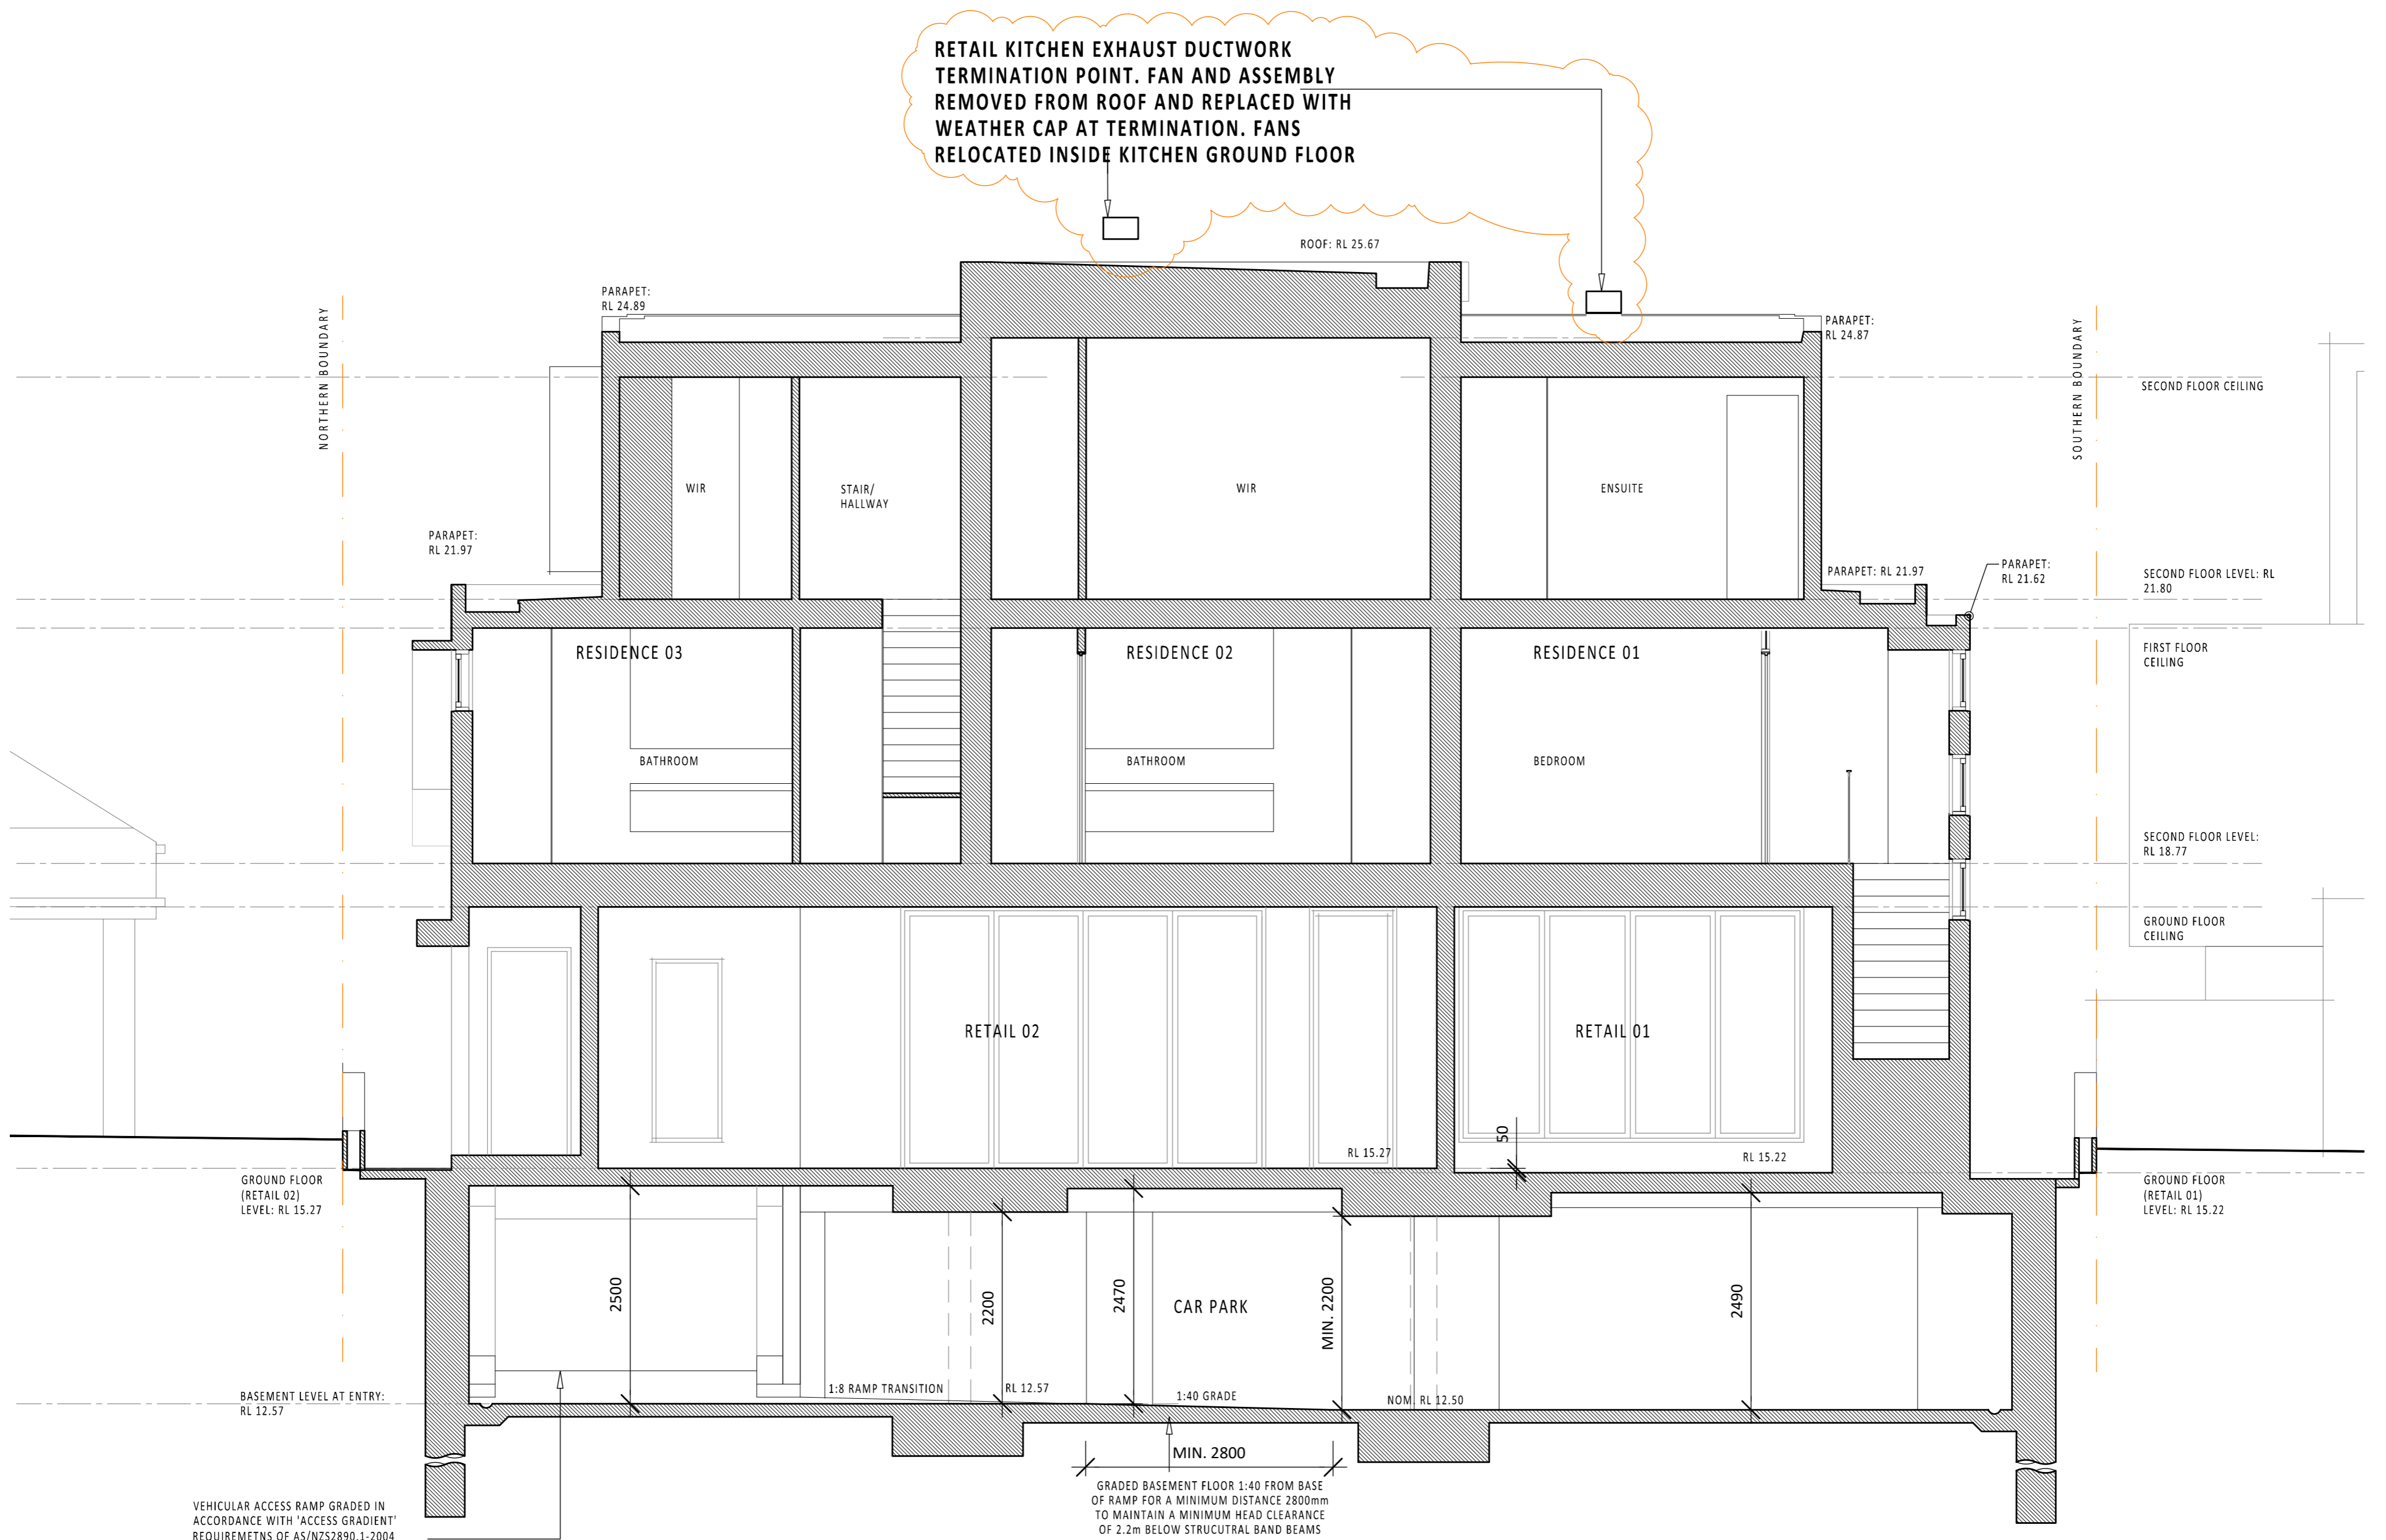 RETAIL KITCHEN EXHAUST DUCTWORK
TERMINATION POINT. FAN AND ASSEMBLY
REMOVED FROM ROOF AND REPLACED WITH
WEATHER CAP AT TERMINATION. FANS
RELOCATED INSIDE KITCHEN GROUND FLOOR
ROOF: RL 25.67
PARAPET:
RL 24.89
PARAPET:
RL 24.87
NORTHERN BOUNDARY
SOUTHERN BOUNDARY
SECOND FLOOR CEILING
WIR
STAIR/
HALLWAY
WIR
ENSUITE
PARAPET:
RL 21.97
PARAPET: RL 21.97
PARAPET:
RL 21.62
SECOND FLOOR LEVEL: RL
21.80
RESIDENCE 03
RESIDENCE 02
RESIDENCE 01
FIRST FLOOR
CEILING
BATHROOM
BATHROOM
BEDROOM
SECOND FLOOR LEVEL:
RL 18.77
GROUND FLOOR
CEILING
RETAIL 02
RETAIL 01
50
RL 15.27
RL 15.22
GROUND FLOOR
(RETAIL 02)
LEVEL: RL 15.27
GROUND FLOOR
(RETAIL 01)
LEVEL: RL 15.22
2500
2200
2470
CAR PARK
MIN. 2200
2490
BASEMENT LEVEL AT ENTRY:
RL 12.57
1:8 RAMP TRANSITION
RL 12.57
1:40 GRADE
NOM. RL 12.50
MIN. 2800
GRADED BASEMENT FLOOR 1:40 FROM BASE
OF RAMP FOR A MINIMUM DISTANCE 2800mm
TO MAINTAIN A MINIMUM HEAD CLEARANCE
OF 2.2m BELOW STRUCUTRAL BAND BEAMS
VEHICULAR ACCESS RAMP GRADED IN
ACCORDANCE WITH 'ACCESS GRADIENT'
REQUIREMETNS OF AS/NZS2890.1-2004